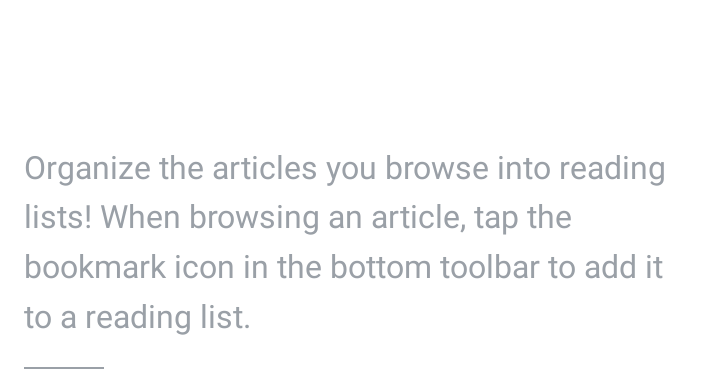 Organize the articles you browse into reading
lists! When browsing an article, tap the
bookmark icon in the bottom toolbar to add it
to a reading list.